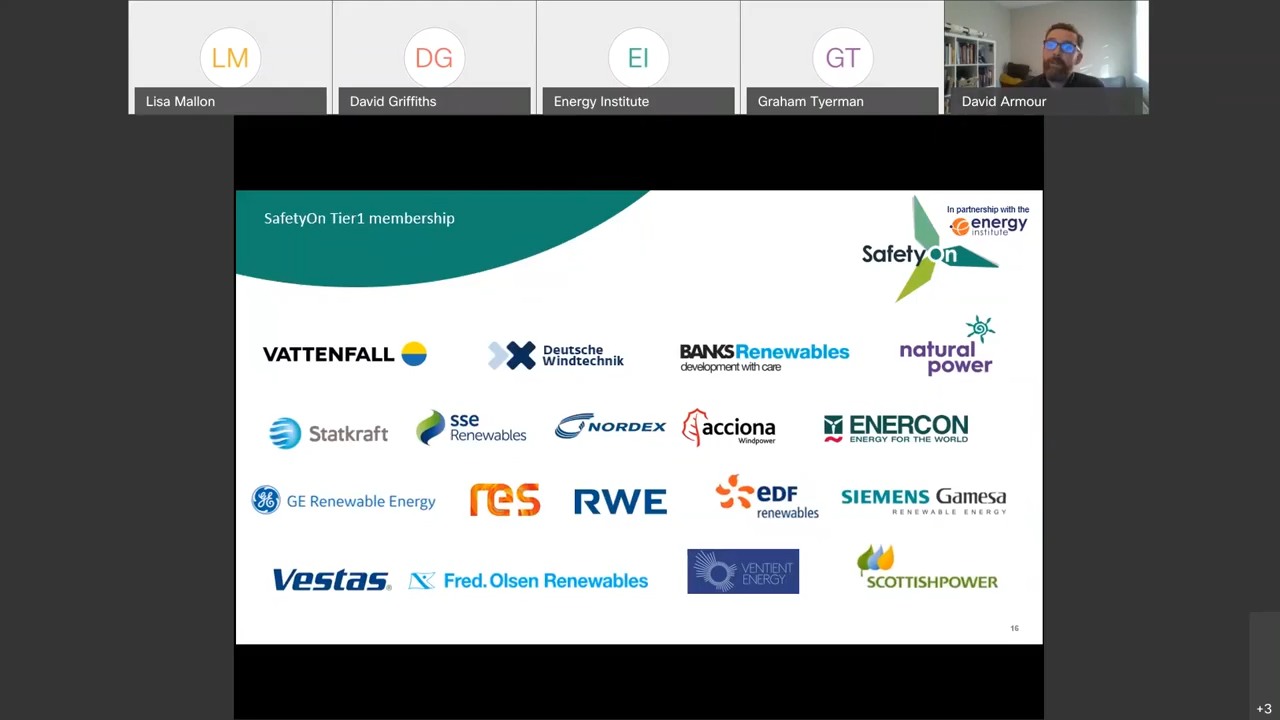 LM
DG
EI
GT
Lisa Mallon
David Griffiths
Energy Institute
Graham Tyerman
David Armour
SafetyOn Tier1 membership
In partnership with the
energy
institute
SafetyOn
VATTENFALL
Deutsche
Windtechnik
BANKSRenewables
development with care
natural
power
Statkraft
sse
Renewables
NORDEX
acciona
Windpower
ENERCON
ENERGY FOR THE WORLD
GE
GE Renewable Energy
res
RWE
eDF
renewables
SIEMENS Gamesa
RENEWABLE ENERGY
Vestas®
Fred. Olsen Renewables
VENTIENT
ENERGY
SCOTTISHPOWER
16
+3